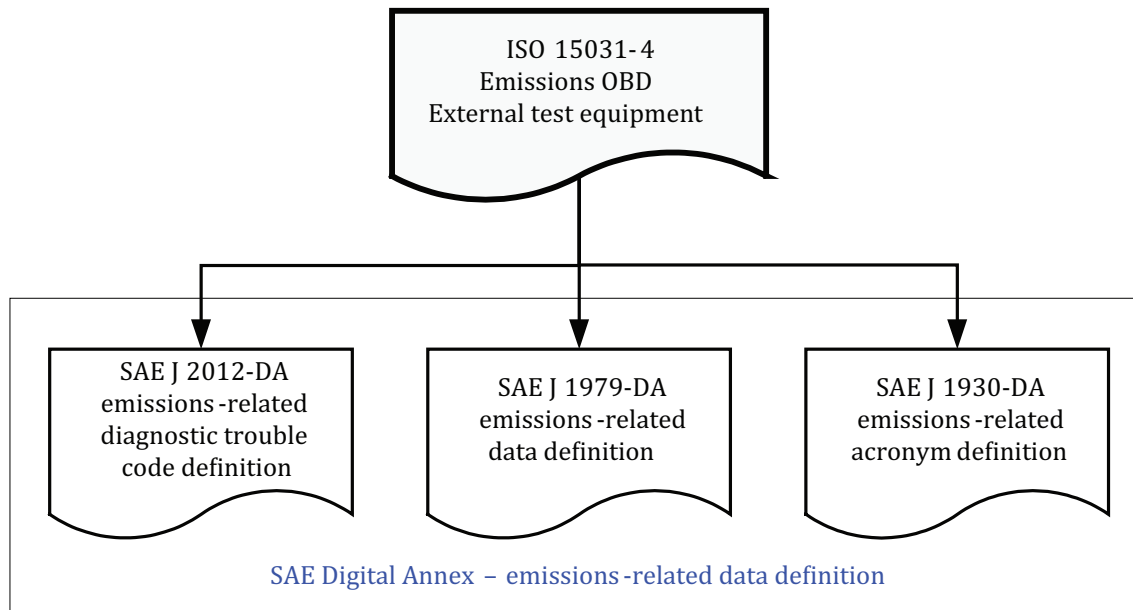 ISO 15031-4
Emissions OBD
External test equipment
SAE J 2012-DA
emissions-related
diagnostic trouble
code definition
SAE J 1979-DA
emissions-related
data definition
SAE J 1930-DA
emissions-related
acronym definition
SAE Digital Annex – emissions-related data definition